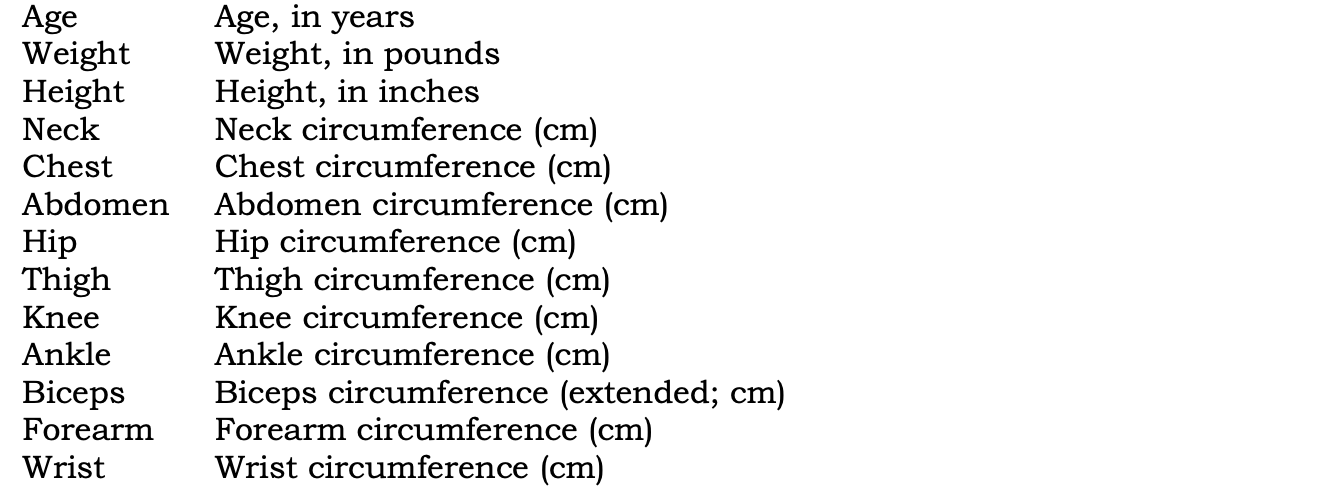 Age Age, in years
Weight Weight, in pounds
Height Height, in inches
Neck Neck circumference (cm)
Chest Chest circumference (cm)
Abdomen Abdomen circumference (cm)
Hip Hip circumference (cm)
Thigh Thigh circumference (cm)
Knee Knee circumference (cm)
Ankle Ankle circumference (cm)
Biceps Biceps circumference (extended; cm)
Forearm Forearm circumference (cm)
Wrist Wrist circumference (cm)